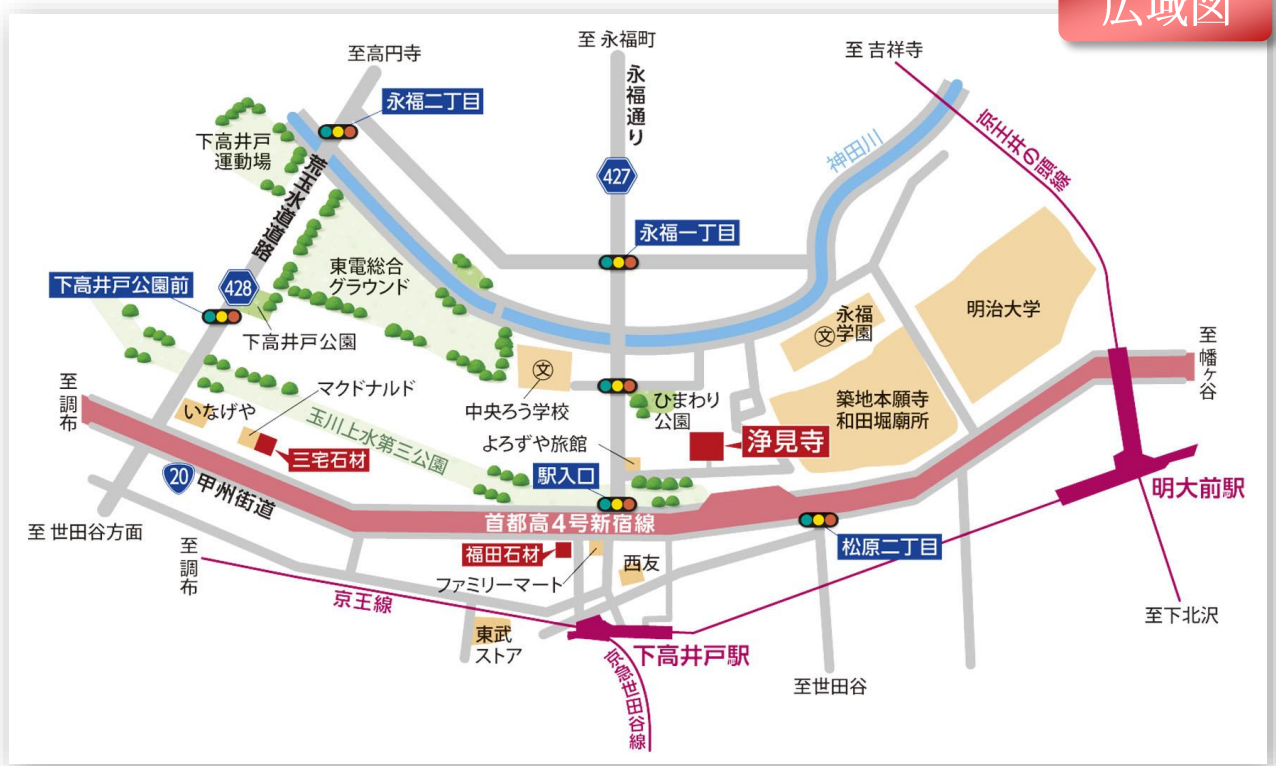 広域図
至高円寺
至 永福町
至 吉祥寺
永福二丁目
永福通り
下高井戸
運動場
荒玉水道道路
427
神田川
京王井の頭線
永福一丁目
東電総合
グラウンド
下高井戸公園前
428
下高井戸公園
永福
学園
文
明治大学
至幡ヶ谷
至調布
いなげや
マクドナルド
文
中央ろう学校
ひまわり
公園
築地本願寺
和田堀廟所
玉川上水第三公園
よろずや旅館
浄見寺
三宅石材
駅入口
20
甲州街道
明大前駅
至 世田谷方面
首都高4号新宿線
松原二丁目
至調布
福田石材
西友
ファミリーマート
京王線
至下北沢
東武
ストア
下高井戸駅
至世田谷
京急世田谷線